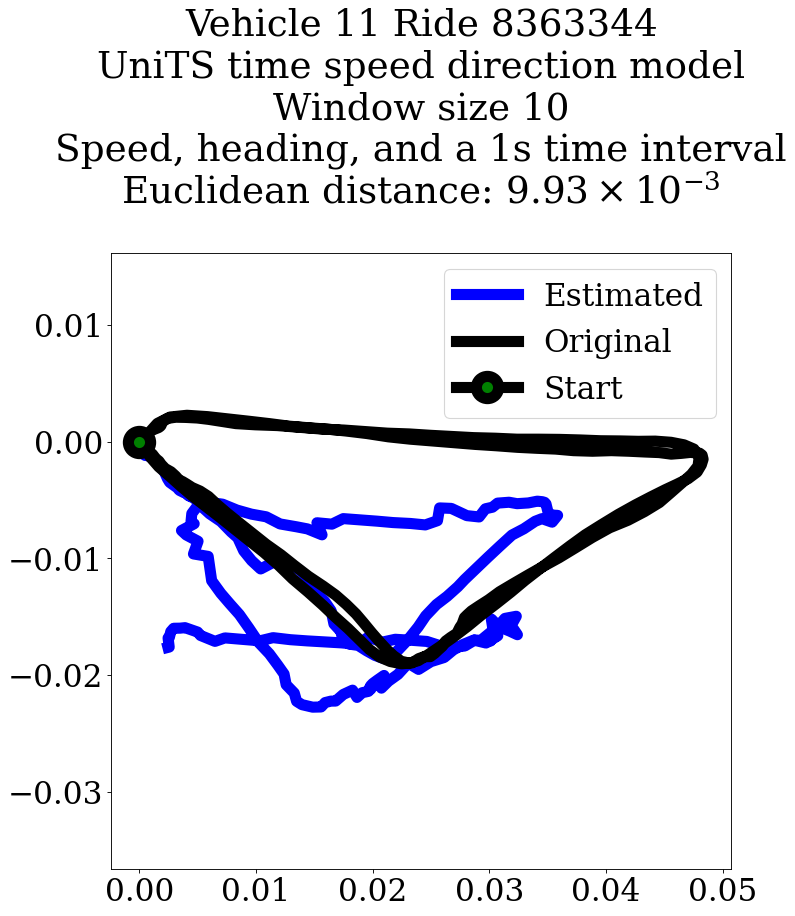 Vehicle 11 Ride 8363344
UniTS time speed direction model
Window size 10
Speed, heading, and a 1s time interval
Euclidean distance: 9.93 × 10⁻³
Estimated
Original
Start
0.01
0.00
−0.01
−0.02
−0.03
0.00 0.01 0.02 0.03 0.04 0.05